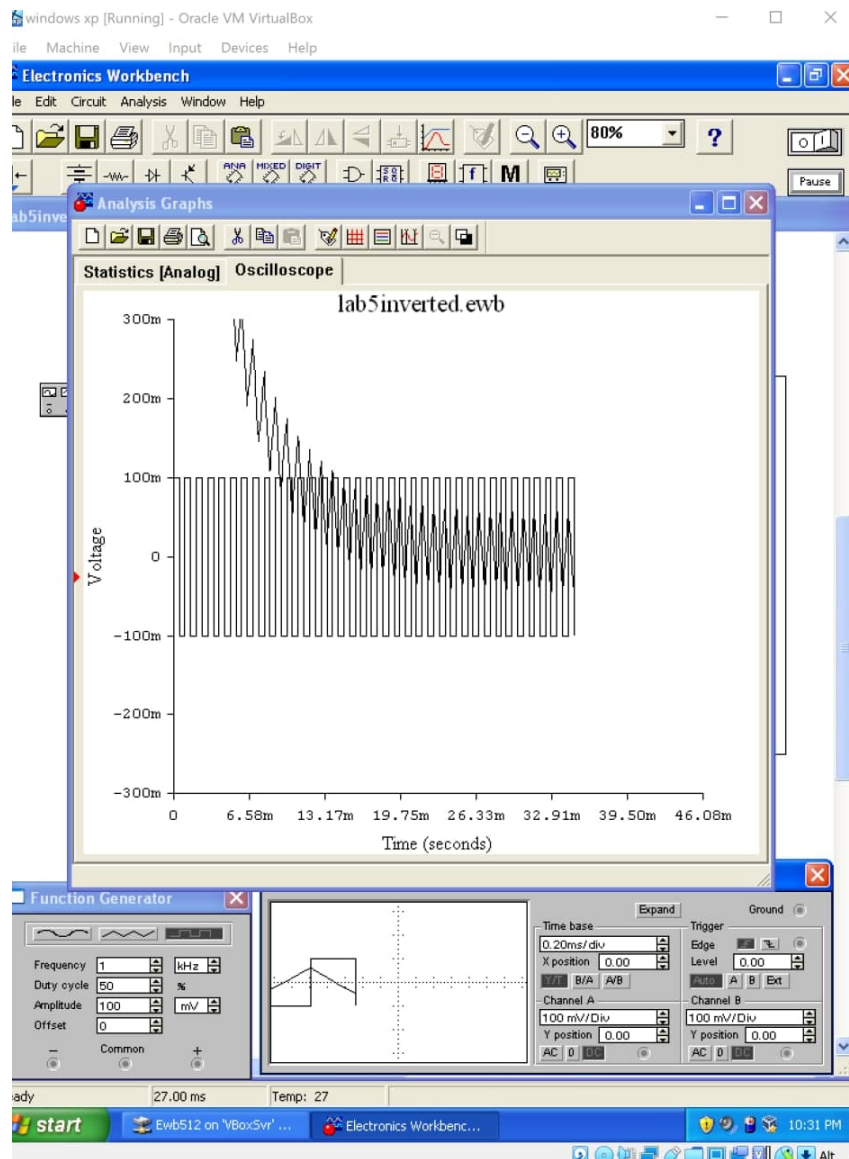 windows xp [Running] - Oracle VM VirtualBox
ile Machine View Input Devices Help
Electronics Workbench
le Edit Circuit Analysis Window Help
80% ?
ANA MIXED DIGIT M Pause
ab5inve
Analysis Graphs
Statistics [Analog] Oscilloscope
lab5inverted.ewb
300m
200m
100m
0
-100m
-200m
-300m
Voltage
0 6.58m 13.17m 19.75m 26.33m 32.91m 39.50m 46.08m
Time (seconds)
Function Generator
Frequency 1 kHz
Duty cycle 50 %
Amplitude 100 mV
Offset 0
− Common +
Expand Ground
Time base Trigger
0.20ms/div Edge
X position 0.00 Level 0.00
Y/T B/A A/B Auto A B Ext
Channel A Channel B
100 mV/Div 100 mV/Div
Y position 0.00 Y position 0.00
AC 0 DC AC 0 DC
eady 27.00 ms Temp: 27
start Ewb512 on 'VBoxSvr' ... Electronics Workbenc... 10:31 PM
Alt